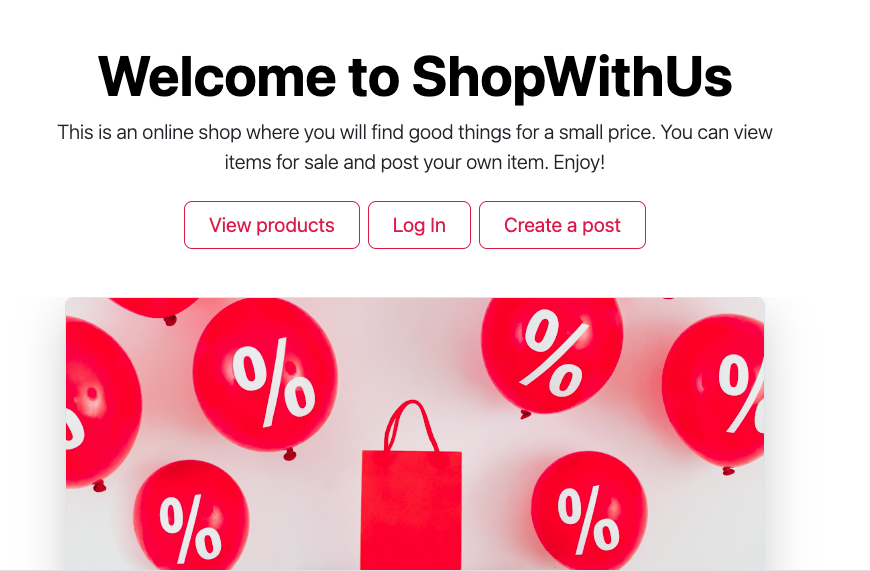 Welcome to ShopWithUs
This is an online shop where you will find good things for a small price. You can view
items for sale and post your own item. Enjoy!
View products
Log In
Create a post
% %
% %
% %
%